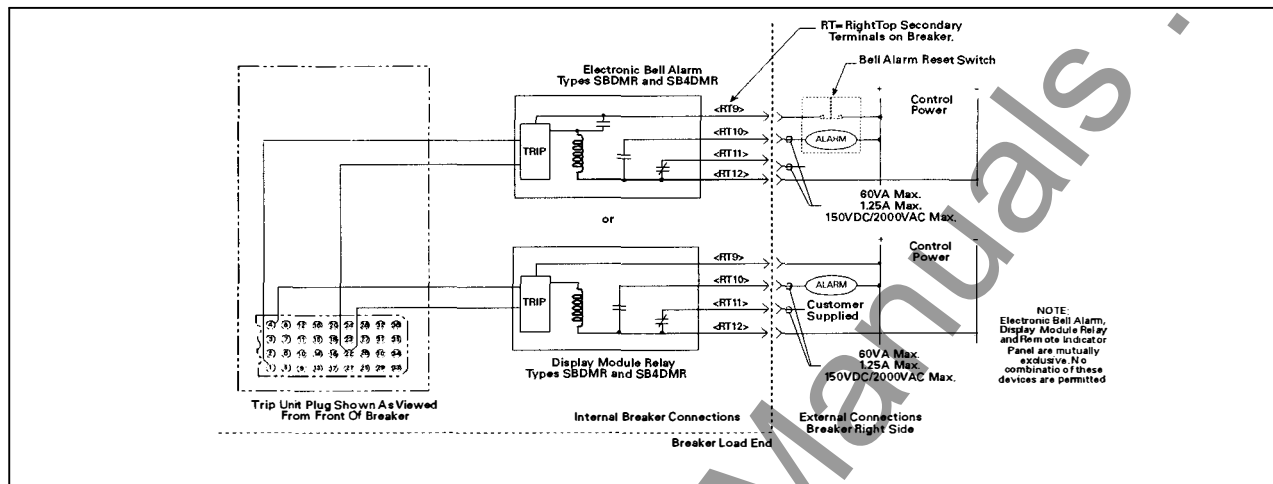 RT= Right Top Secondary
Terminals on Breaker.
Bell Alarm Reset Switch
Electronic Bell Alarm
Types SBDMR and SB4DMR
+
-
Control
Power
<RT9>
<RT10>
ALARM
TRIP
<RT11>
<RT12>
60VA Max.
1.25A Max.
150VDC/2000VAC Max.
or
+
-
Control
Power
<RT9>
<RT10>
ALARM
TRIP
<RT11>
Customer
Supplied
<RT12>
NOTE:
Electronic Bell Alarm,
Display Module Relay
and Remote Indicator
Panel are mutually
exclusive. No
combinatio of these
devices are permitted
60VA Max.
1.25A Max.
150VDC/2000VAC Max.
Display Module Relay
Types SBDMR and SB4DMR
Trip Unit Plug Shown As Viewed
From Front Of Breaker
Internal Breaker Connections
External Connections
Breaker Right Side
Breaker Load End
Manuals .